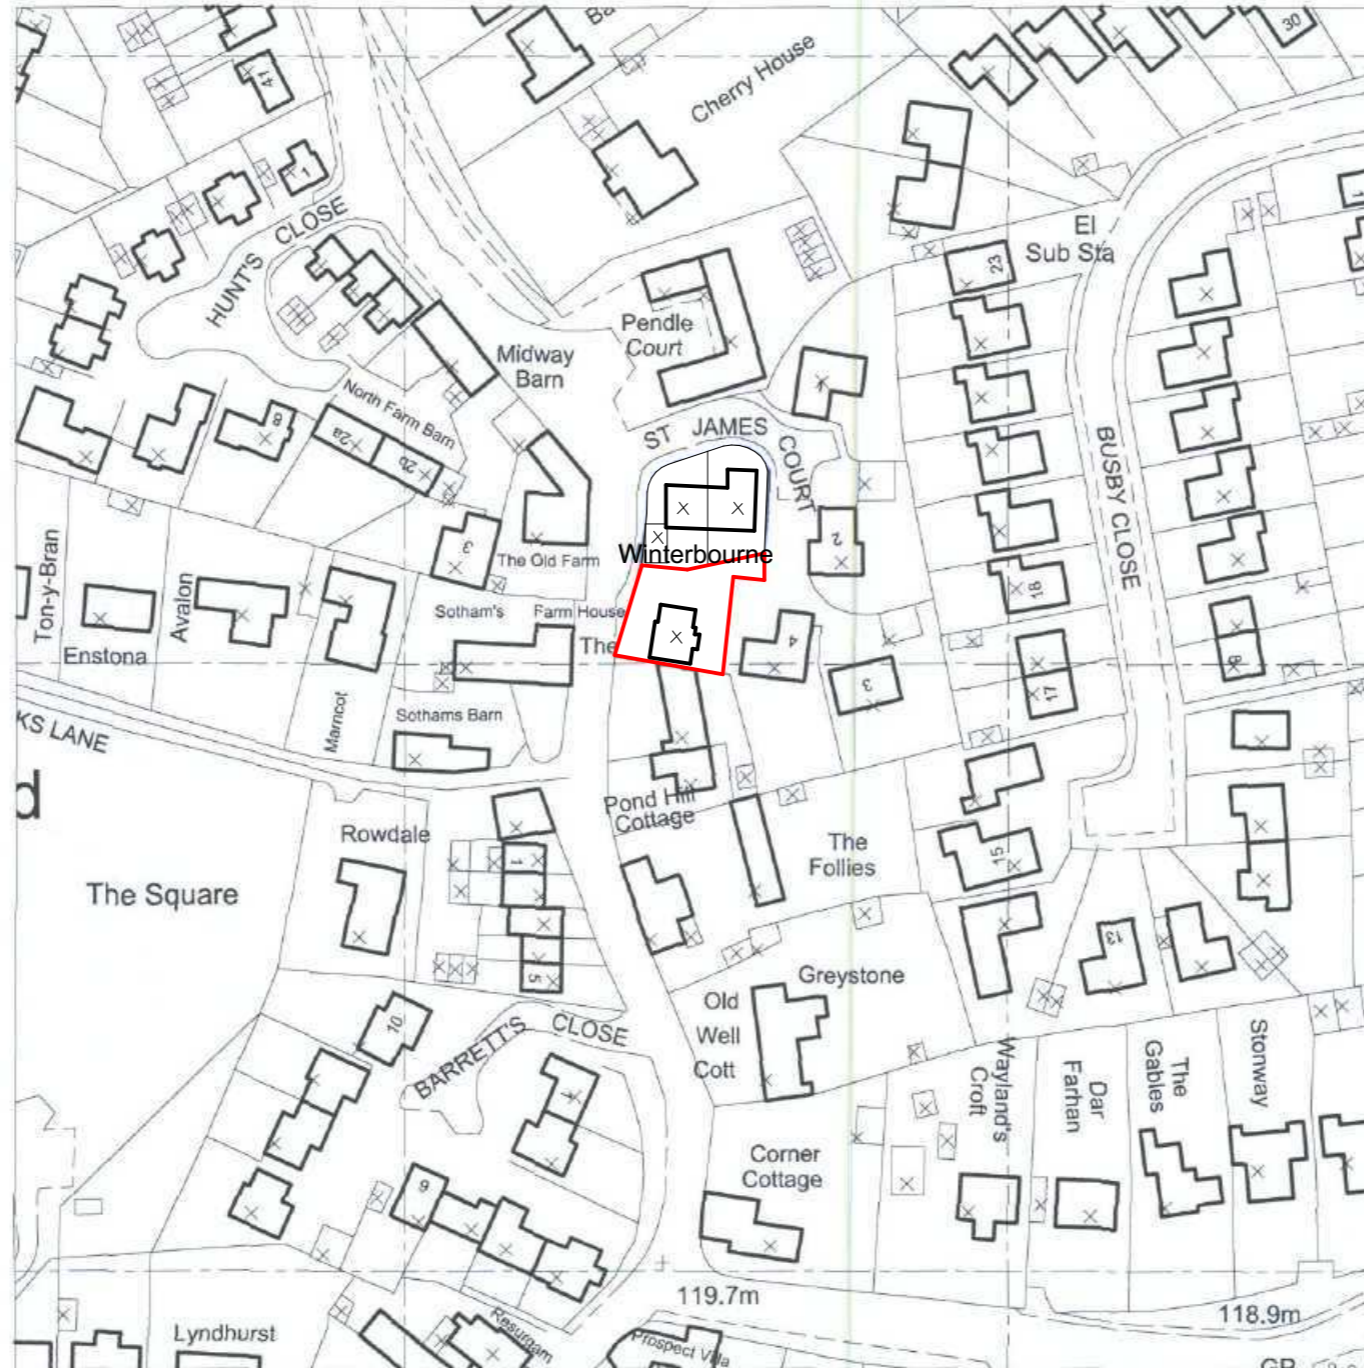 30
Ba
41
Cherry House
1
HUNT'S CLOSE
El
Sub Sta
23
Pendle
Court
Midway
Barn
North Farm Barn
8
2a
2b
ST JAMES COURT
BUSBY CLOSE
3
The Old Farm
2
Winterbourne
Ton-y-Bran
Enstona
Avalon
Sotham's Farm House
The
4
3
18
17
8
Marncot
Sothams Barn
KS LANE
d
Pond Hill
Cottage
Rowdale
1
The
Follies
15
The Square
5
13
Greystone
Old
Well
Cott
10
BARRETT'S CLOSE
Wayland's
Croft
Dar
Farhan
The
Gables
Stonway
Corner
Cottage
9
119.7m
118.9m
Lyndhurst
Resurgam
Prospect Villa
GP